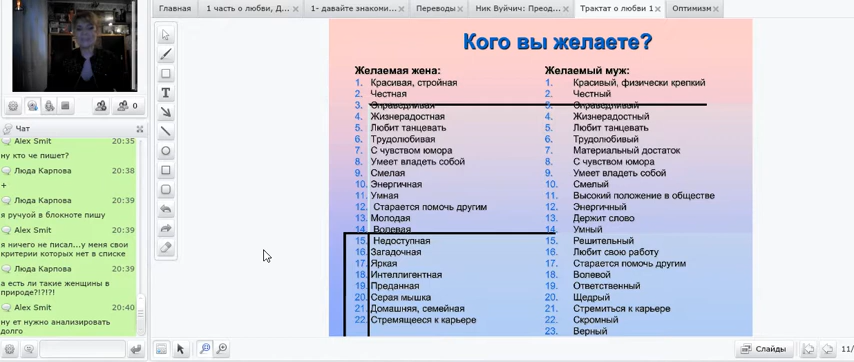 Главная
1 часть о любви, Д...
1- давайте знакоми...
Переводы
Ник Вуйчич: Преод...
Трактат о любви 1
Оптимизм
0
Чат
Alex Smit 20:35
ну кто че пишет?
Люда Карпова 20:38
+
Люда Карпова 20:39
я ручуой в блокноте пишу
Alex Smit 20:39
я ничего не писал...у меня свои
критерии которых нет в списке
Люда Карпова 20:39
а есть ли такие женщины в
природе?!?!?!
Alex Smit 20:40
ну ет нужно анализировать
долго
Кого вы желаете?
Желаемая жена:
1. Красивая, стройная
2. Честная
3. Справедливая
4. Жизнерадостная
5. Любит танцевать
6. Трудолюбивая
7. С чувством юмора
8. Умеет владеть собой
9. Смелая
10. Энергичная
11. Умная
12. Старается помочь другим
13. Молодая
14. Волевая
15. Недоступная
16. Загадочная
17. Яркая
18. Интеллигентная
19. Преданная
20. Серая мышка
21. Домашняя, семейная
22. Стремящееся к карьере
Желаемый муж:
1. Красивый, физически крепкий
2. Честный
3. Справедливый
4. Жизнерадостный
5. Любит танцевать
6. Трудолюбивый
7. Материальный достаток
8. С чувством юмора
9. Умеет владеть собой
10. Смелый
11. Высокий положение в обществе
12. Энергичный
13. Держит слово
14. Умный
15. Решительный
16. Любит свою работу
17. Старается помочь другим
18. Волевой
19. Ответственный
20. Щедрый
21. Стремиться к карьере
22. Скромный
23. Верный
Слайды
11/